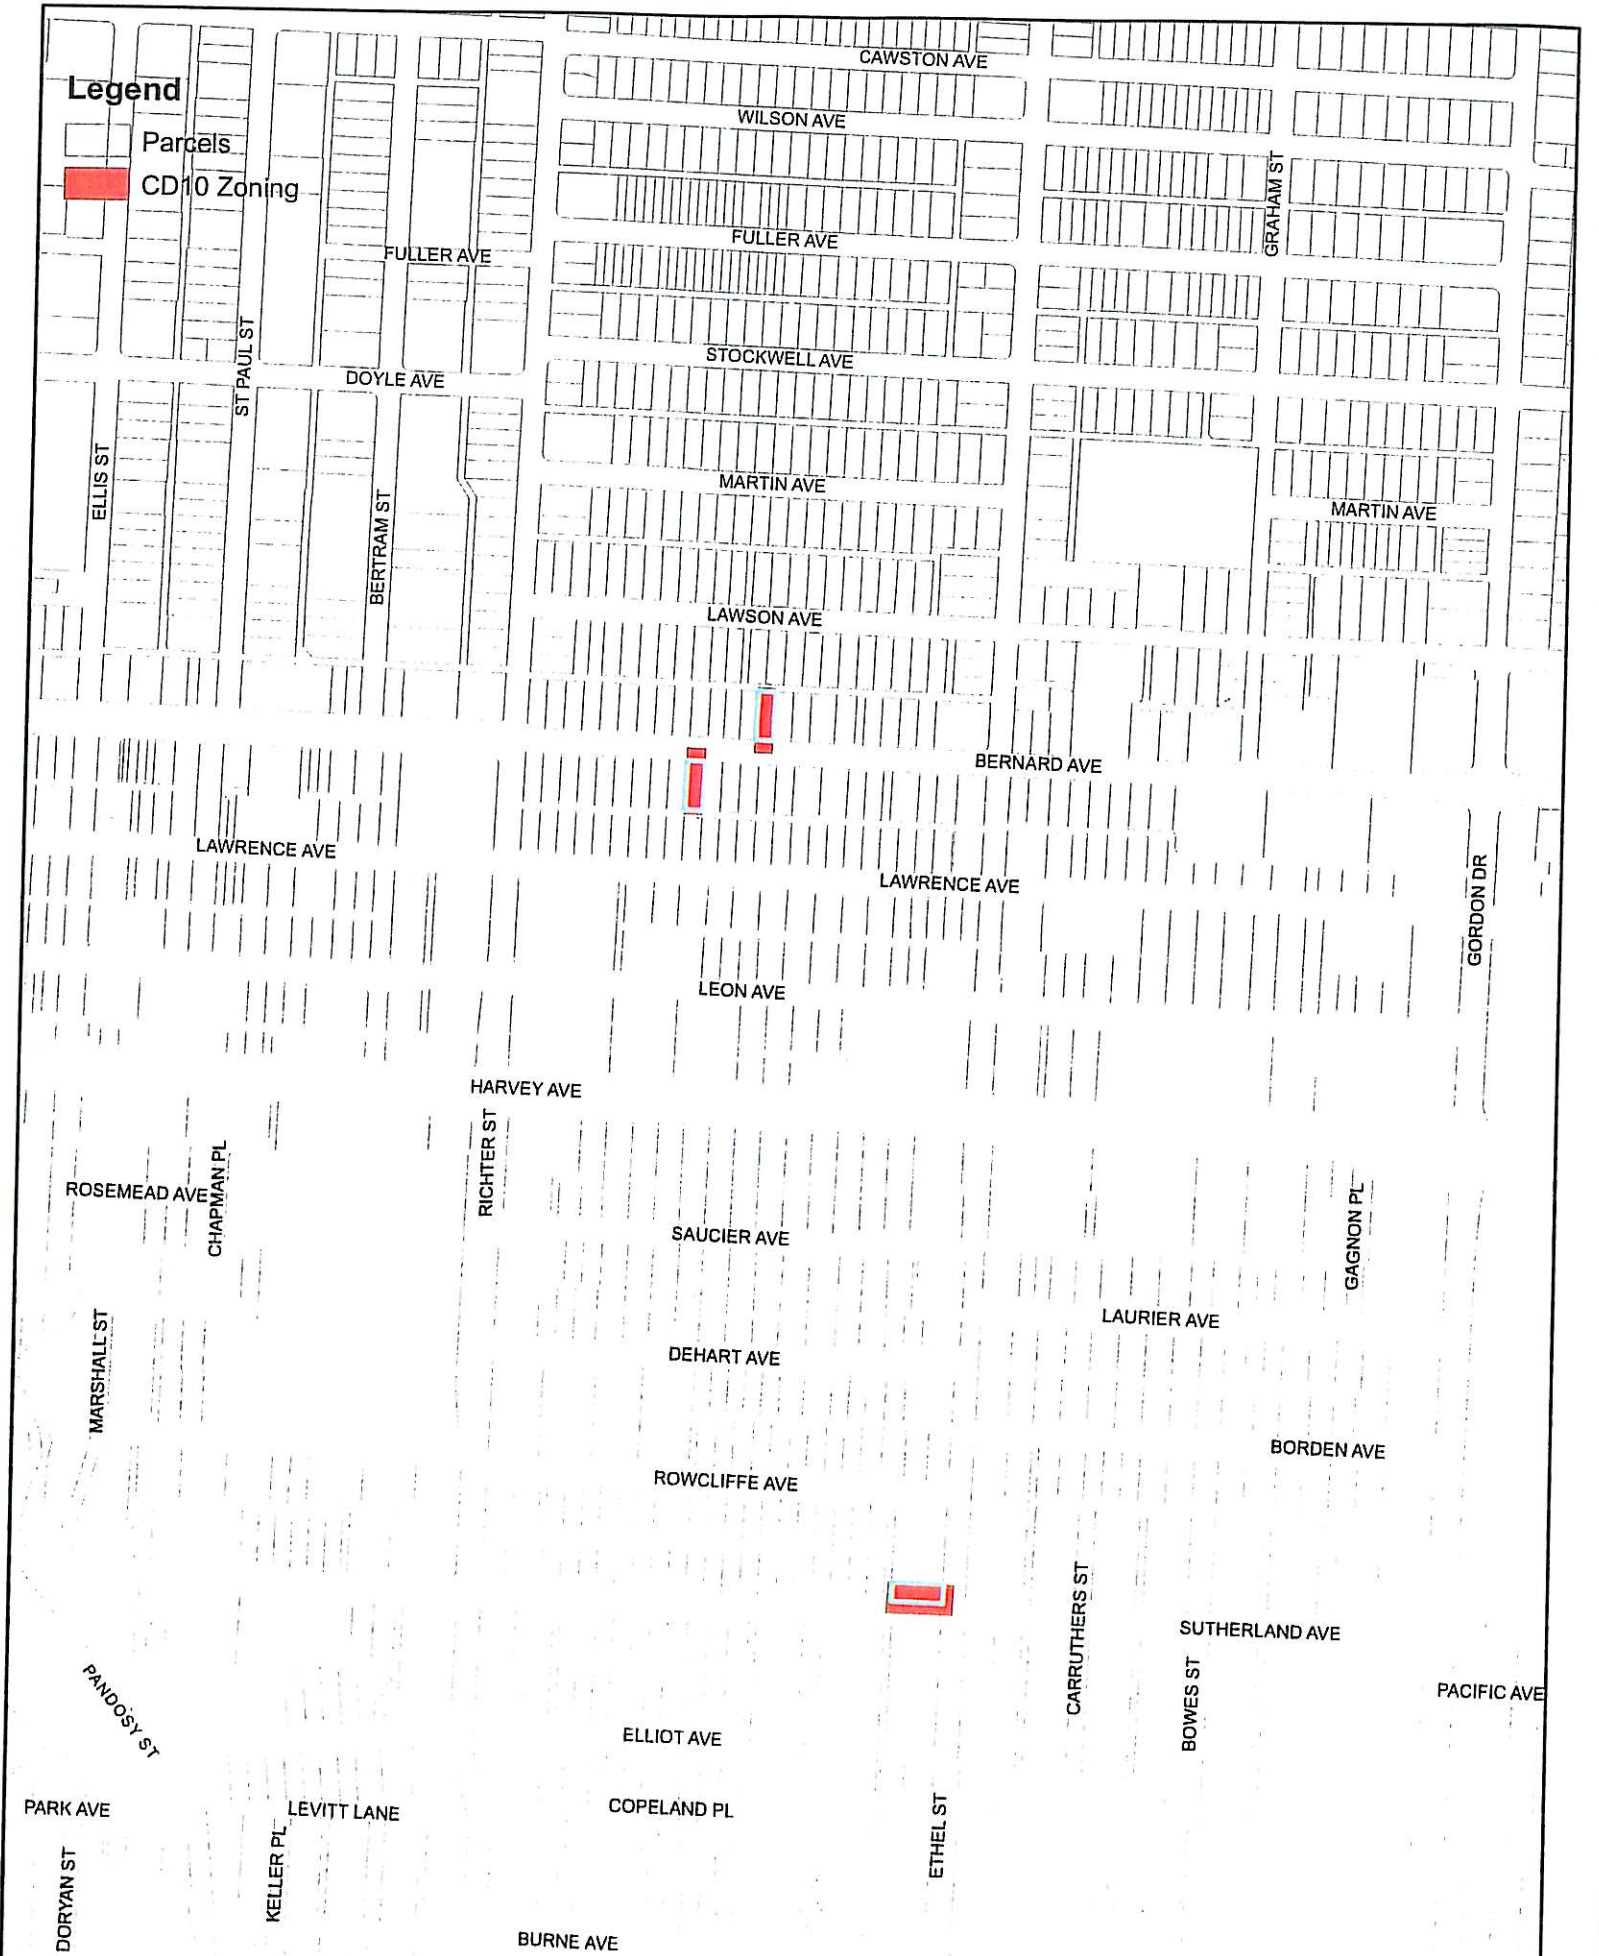 CAWSTON AVE
Legend
WILSON AVE
Parcels
CD10 Zoning
GRAHAM ST
FULLER AVE
FULLER AVE
ST PAUL ST
STOCKWELL AVE
DOYLE AVE
ELLIS ST
MARTIN AVE
BERTRAM ST
MARTIN AVE
LAWSON AVE
BERNARD AVE
LAWRENCE AVE
LAWRENCE AVE
GORDON DR
LEON AVE
HARVEY AVE
RICHTER ST
CHAPMAN PL
ROSEMEAD AVE
GAGNON PL
SAUCIER AVE
MARSHALL ST
LAURIER AVE
DEHART AVE
BORDEN AVE
ROWCLIFFE AVE
CARRUTHERS ST
SUTHERLAND AVE
PANDOSY ST
BOWES ST
PACIFIC AVE
ELLIOT AVE
PARK AVE
LEVITT LANE
COPELAND PL
ETHEL ST
KELLER PL
DORYAN ST
BURNE AVE